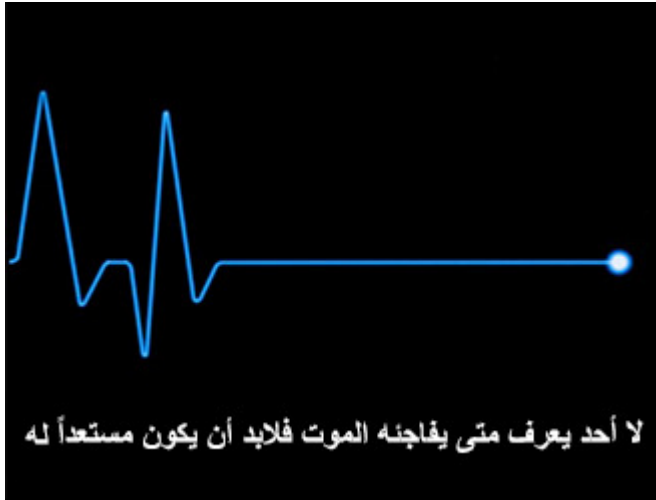 لا أحد يعرف متى يفاجئه الموت فلابد أن يكون مستعداً له